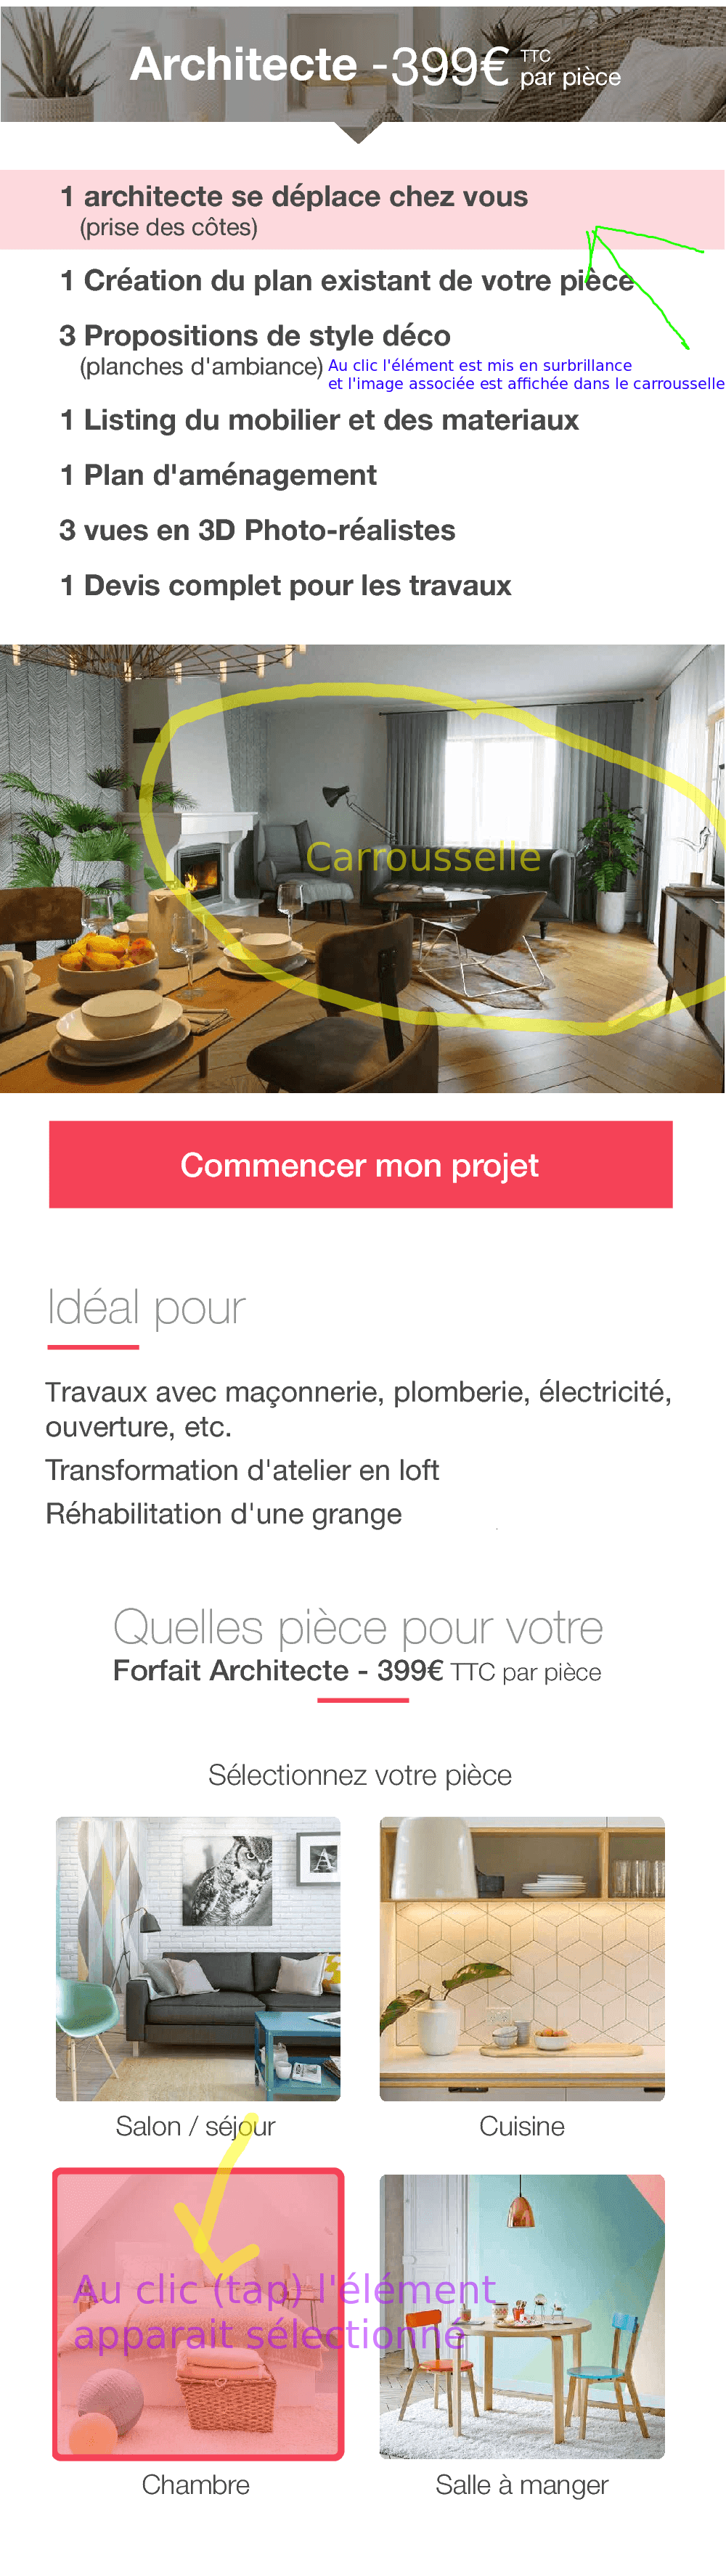 Architecte -399€ TTC par pièce
1 architecte se déplace chez vous
(prise des côtes)
1 Création du plan existant de votre pièce
3 Propositions de style déco
(planches d'ambiance)
Au clic l'élément est mis en surbrillance
et l'image associée est affichée dans le carrousselle
1 Listing du mobilier et des materiaux
1 Plan d'aménagement
3 vues en 3D Photo-réalistes
1 Devis complet pour les travaux
Carrousselle
Commencer mon projet
Idéal pour
Travaux avec maçonnerie, plomberie, électricité,
ouverture, etc.
Transformation d'atelier en loft
Réhabilitation d'une grange
Quelles pièce pour votre
Forfait Architecte - 399€ TTC par pièce
Sélectionnez votre pièce
A
Salon / séjour
Cuisine
Au clic (tap) l'élément
apparait sélectionné
Chambre
Salle à manger